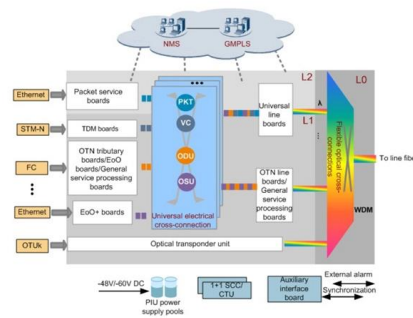 NMS
GMPLS
L2
L0
Ethernet
Packet service
boards
•••
PKT
Universal
line
boards
λ
L1
STM-N
TDM boards
VC
FC
OTN tributary
boards/EoO
boards/General
service processing
boards
ODU
OSU
OTN line
boards/
General
service
processing
boards
Flexible optical cross-
connections
To line fib
Ethernet
EoO+ boards
Universal electrical
cross-connection
WDM
OTUk
Optical transponder unit
-48V/-60V DC
PIU power
supply pools
1+1 SCC/
CTU
Auxiliary
interface
board
External alarm
Synchronization